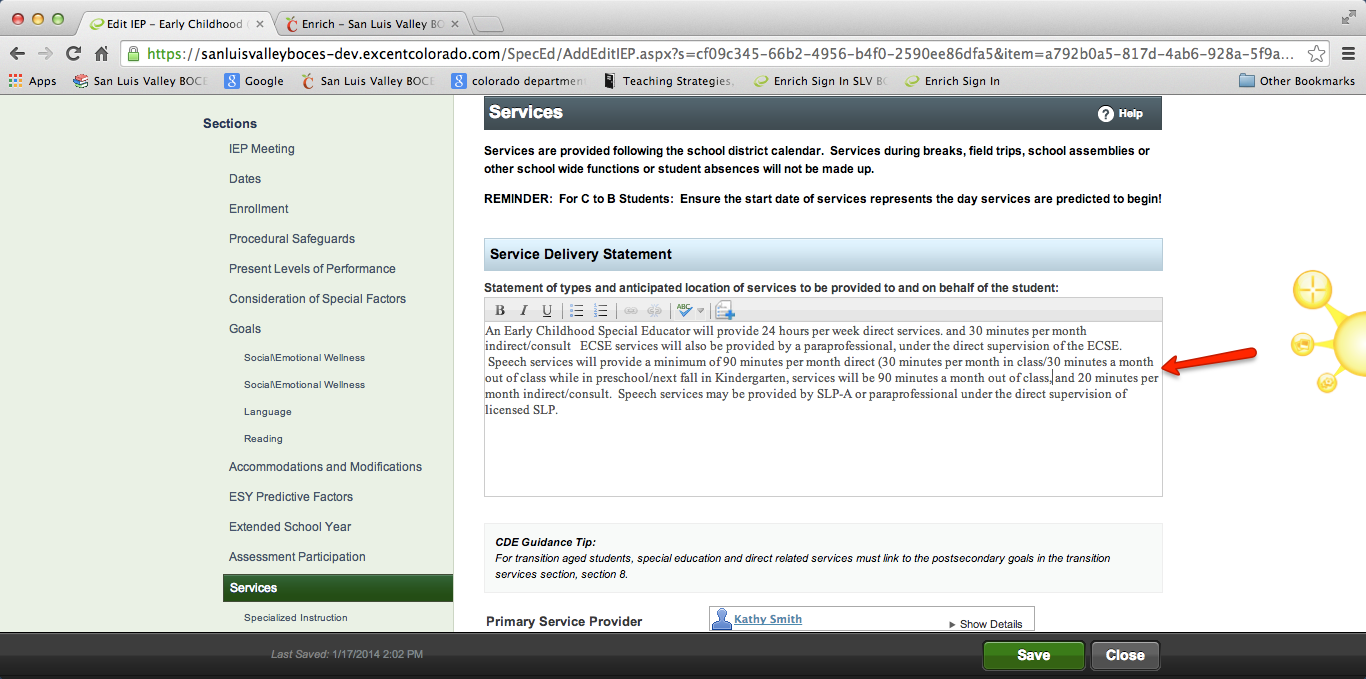 Edit IEP – Early Childhood
Enrich – San Luis Valley BO
https://sanluisvalleyboces-dev.excentcolorado.com/SpecEd/AddEditIEP.aspx?s=cf09c345-66b2-4956-b4f0-2590ee86dfa5&item=a792b0a5-817d-4ab6-928a-5f9a...
Apps San Luis Valley BOCE Google San Luis Valley BOCE colorado departmen Teaching Strategies, Enrich Sign In SLV BO Enrich Sign In Other Bookmarks
Sections
IEP Meeting
Dates
Enrollment
Procedural Safeguards
Present Levels of Performance
Consideration of Special Factors
Goals
Social\Emotional Wellness
Social\Emotional Wellness
Language
Reading
Accommodations and Modifications
ESY Predictive Factors
Extended School Year
Assessment Participation
Services
Specialized Instruction
Services
? Help
Services are provided following the school district calendar.  Services during breaks, field trips, school assemblies or
other school wide functions or student absences will not be made up.
REMINDER:  For C to B Students:  Ensure the start date of services represents the day services are predicted to begin!
Service Delivery Statement
Statement of types and anticipated location of services to be provided to and on behalf of the student:
B I U ABC
An Early Childhood Special Educator will provide 24 hours per week direct services. and 30 minutes per month
indirect/consult   ECSE services will also be provided by a paraprofessional, under the direct supervision of the ECSE.
Speech services will provide a minimum of 90 minutes per month direct (30 minutes per month in class/30 minutes a month
out of class while in preschool/next fall in Kindergarten, services will be 90 minutes a month out of class, and 20 minutes per
month indirect/consult.  Speech services may be provided by SLP-A or paraprofessional under the direct supervision of
licensed SLP.
CDE Guidance Tip:
For transition aged students, special education and direct related services must link to the postsecondary goals in the transition
services section, section 8.
Primary Service Provider
Kathy Smith
Show Details
Last Saved: 1/17/2014 2:02 PM
Save
Close